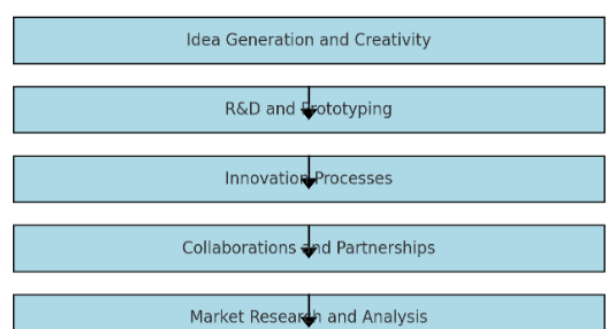 Idea Generation and Creativity
R&D and Prototyping
Innovation Processes
Collaborations and Partnerships
Market Research and Analysis